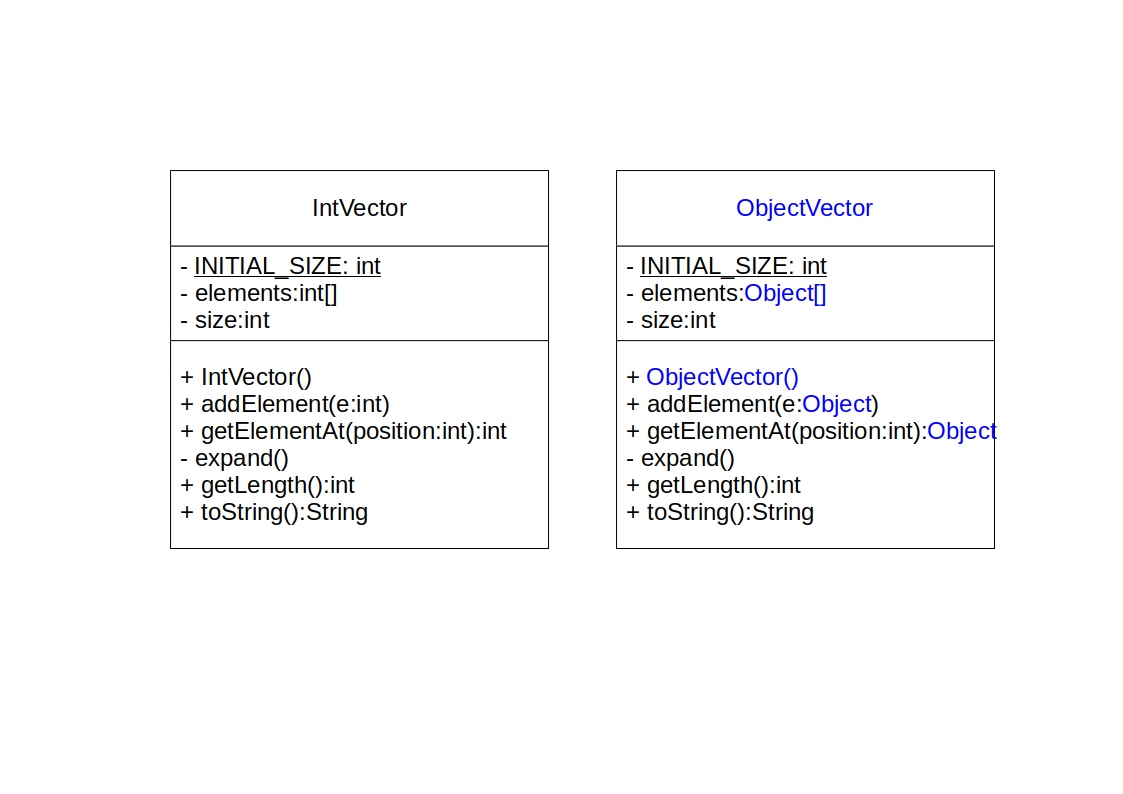 IntVector
- INITIAL_SIZE: int
- elements:int[]
- size:int
+ IntVector()
+ addElement(e:int)
+ getElementAt(position:int):int
- expand()
+ getLength():int
+ toString():String
ObjectVector
- INITIAL_SIZE: int
- elements:Object[]
- size:int
+ ObjectVector()
+ addElement(e:Object)
+ getElementAt(position:int):Object
- expand()
+ getLength():int
+ toString():String